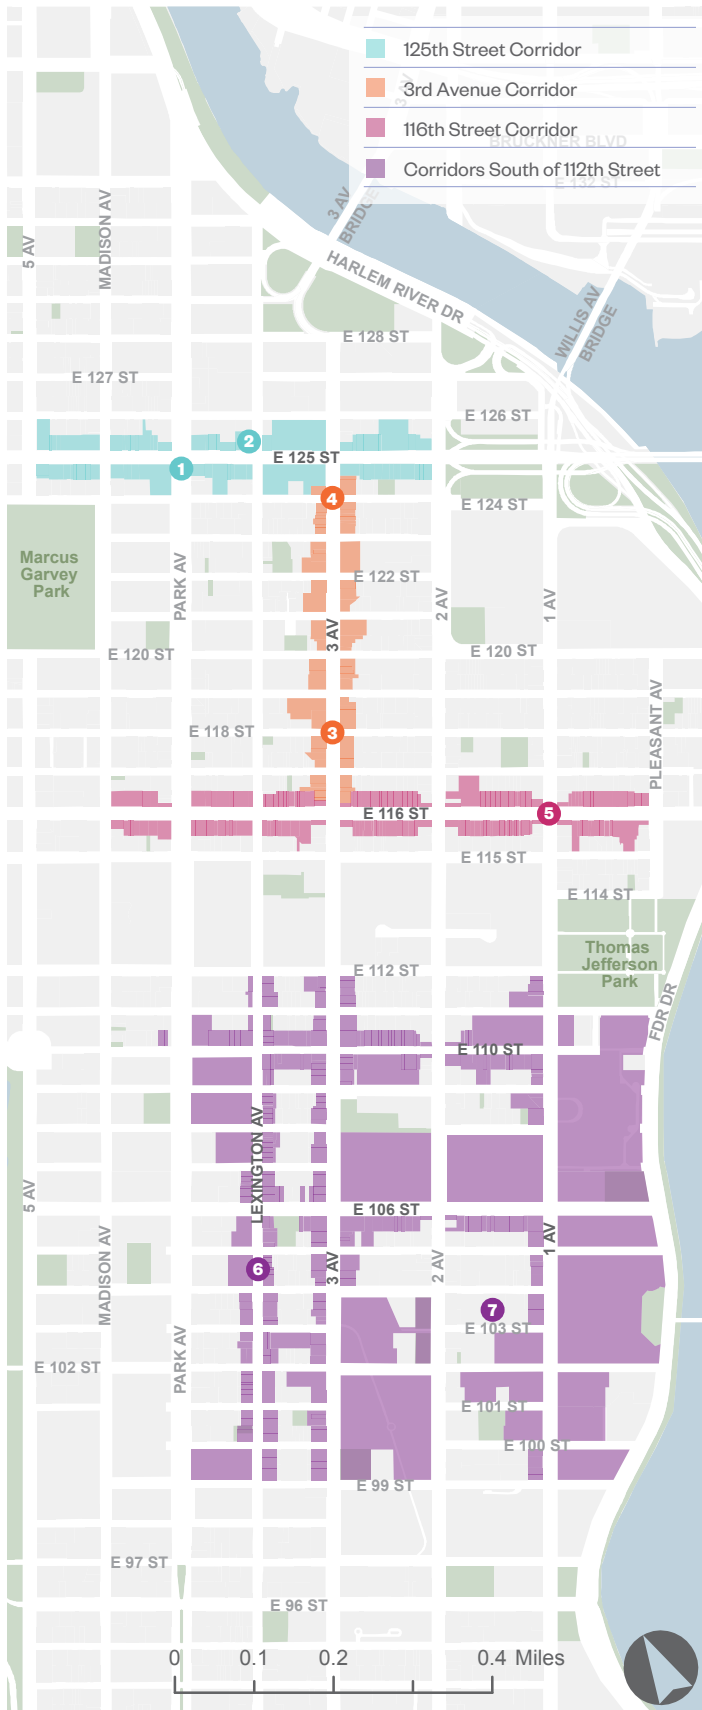 125th Street Corridor
3rd Avenue Corridor
116th Street Corridor
Corridors South of 112th Street
3 AV
BRUCKNER BLVD
E 132 ST
5 AV
MADISON AV
3 AV
BRIDGE
HARLEM RIVER DR
WILLIS AV
BRIDGE
E 128 ST
E 127 ST
E 126 ST
2
E 125 ST
1
4
E 124 ST
Marcus
Garvey
Park
PARK AV
E 122 ST
2 AV
1 AV
3 AV
E 120 ST
E 120 ST
PLEASANT AV
E 118 ST
3
E 116 ST
5
E 115 ST
E 114 ST
Thomas
Jefferson
Park
E 112 ST
FDR DR
E 110 ST
LEXINGTON AV
5 AV
E 106 ST
MADISON AV
3 AV
2 AV
1 AV
6
7
E 103 ST
PARK AV
E 102 ST
E 101 ST
E 100 ST
E 99 ST
E 97 ST
E 96 ST
0 0.1 0.2 0.4 Miles